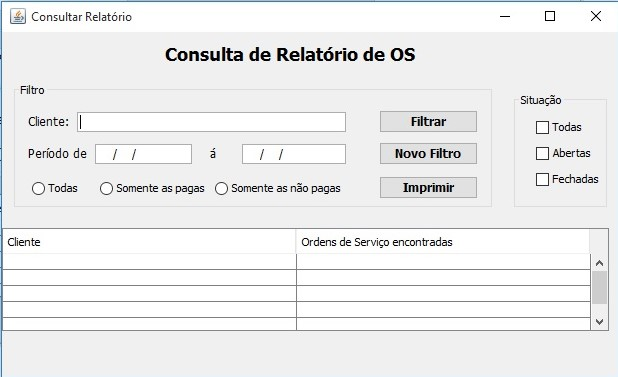 Consultar Relatório
Consulta de Relatório de OS
Filtro
Cliente:
Filtrar
Período de / / á / /
Novo Filtro
Todas Somente as pagas Somente as não pagas
Imprimir
Situação
Todas
Abertas
Fechadas
Cliente Ordens de Serviço encontradas